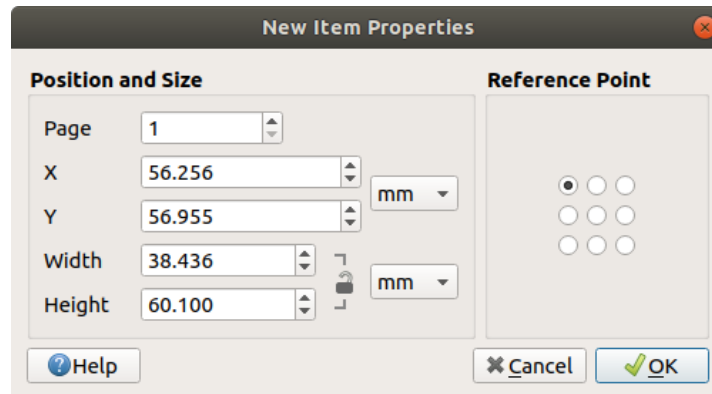 New Item Properties
Position and Size
Reference Point
Page 1
X 56.256
mm
Y 56.955
Width 38.436
mm
Height 60.100
Help
Cancel
OK